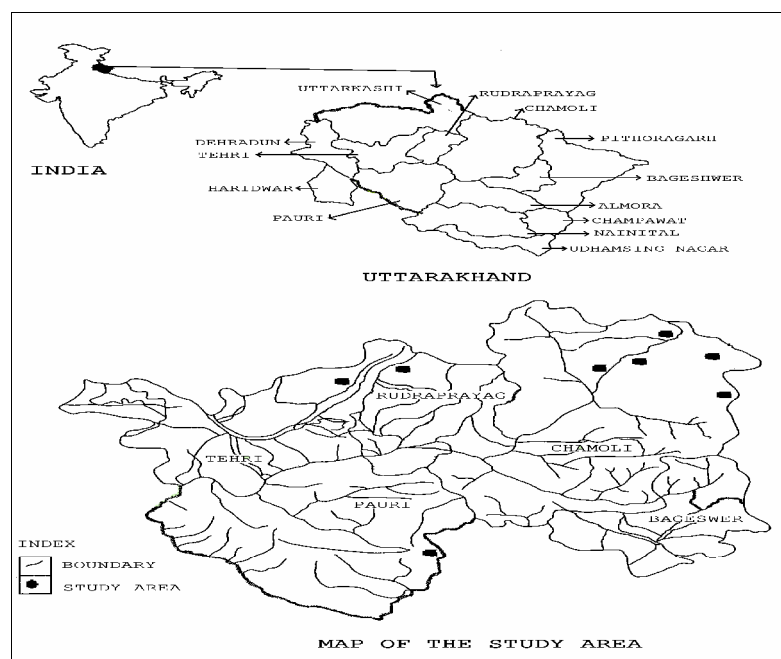 UTTARKASHI
RUDRAPRAYAG
CHAMOLI
DEHRADUN
PITHORAGARH
TEHRI
INDIA
BAGESHWER
HARIDWAR
ALMORA
PAURI
CHAMPAWAT
NAINITAL
UDHAMSING NAGAR
UTTARAKHAND
RUDRAPRAYAG
CHAMOLI
TEHRI
PAURI
BAGESWER
INDEX
BOUNDARY
STUDY AREA
MAP OF THE STUDY AREA